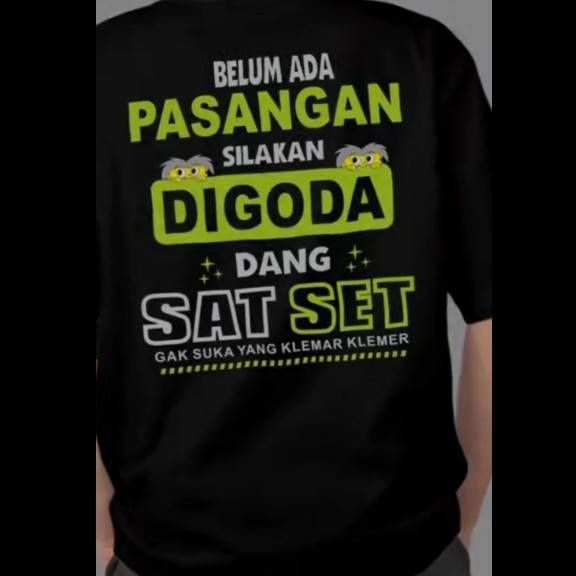 BELUM ADA
PASANGAN
SILAKAN
DIGODA
DANG
SAT SET
GAK SUKA YANG KLEMAR KLEMER